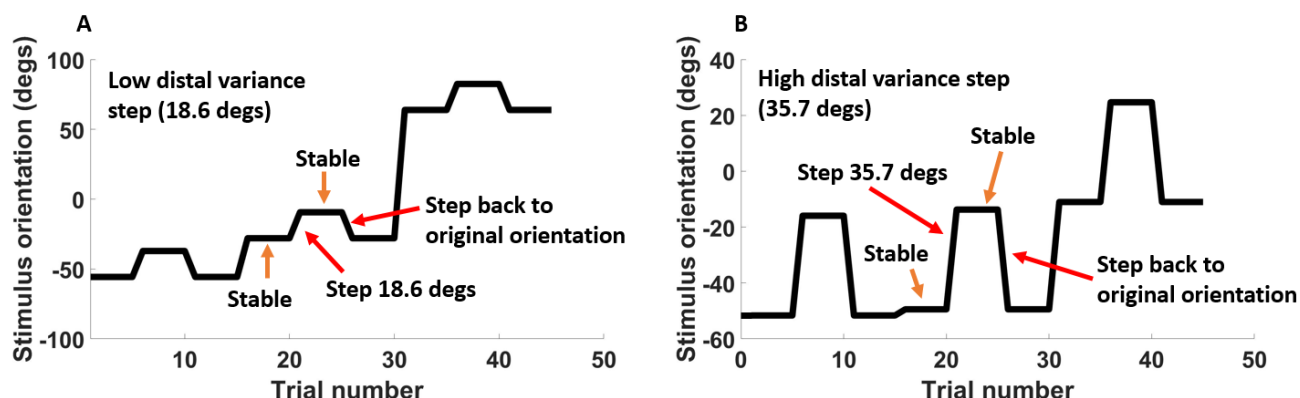 A
Stimulus orientation (degs)
100
50
0
-50
-100
Low distal variance
step (18.6 degs)
Stable
Step back to
original orientation
Stable
Step 18.6 degs
10
20
30
40
50
Trial number
B
Stimulus orientation (degs)
40
20
0
-20
-40
-60
High distal variance step
(35.7 degs)
Stable
Step 35.7 degs
Stable
Step back to
original orientation
0
10
20
30
40
50
Trial number